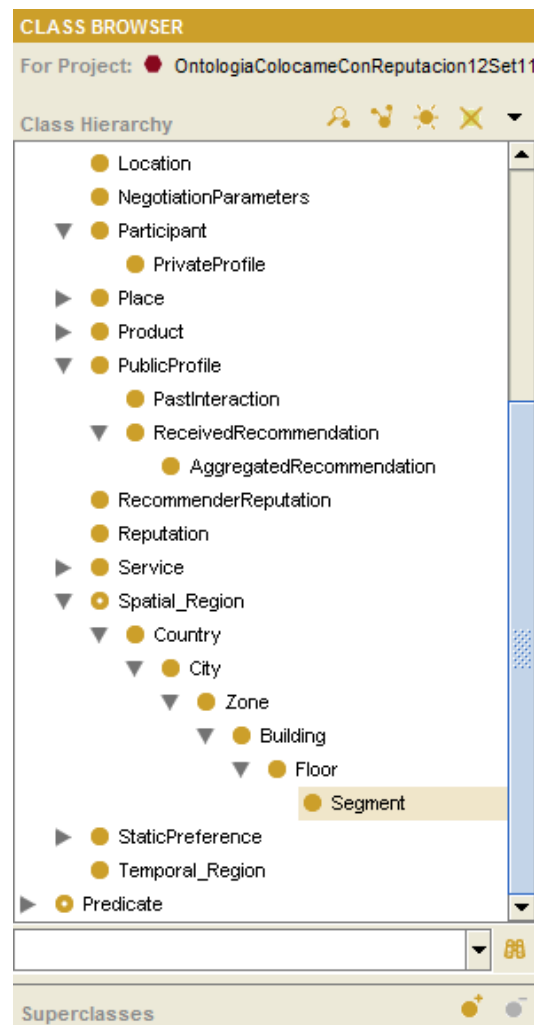 CLASS BROWSER
For Project: OntologiaColocameConReputacion12Set11
Class Hierarchy
Location
NegotiationParameters
Participant
PrivateProfile
Place
Product
PublicProfile
PastInteraction
ReceivedRecommendation
AggregatedRecommendation
RecommenderReputation
Reputation
Service
Spatial_Region
Country
City
Zone
Building
Floor
Segment
StaticPreference
Temporal_Region
Predicate
Superclasses